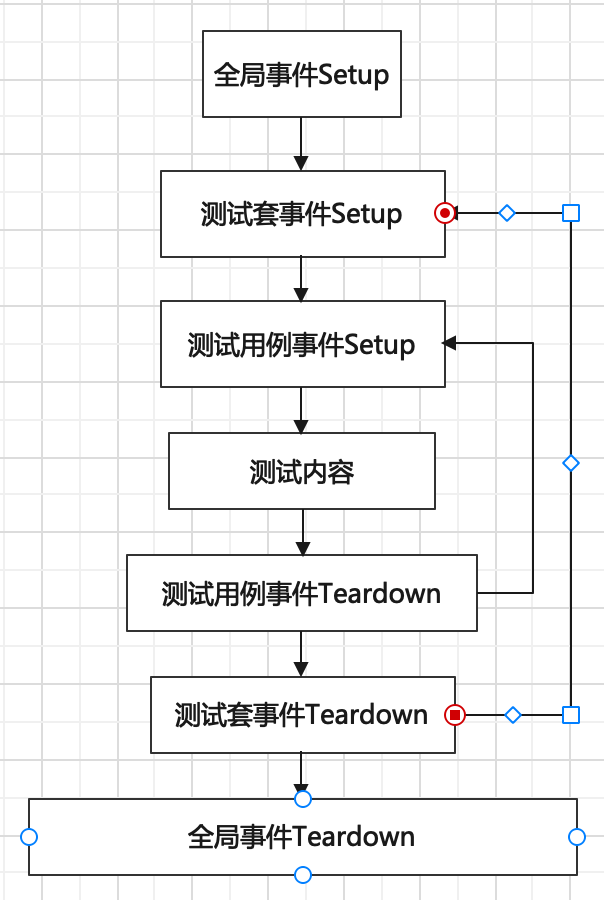 全局事件Setup
测试套事件Setup
测试用例事件Setup
测试内容
测试用例事件Teardown
测试套事件Teardown
全局事件Teardown